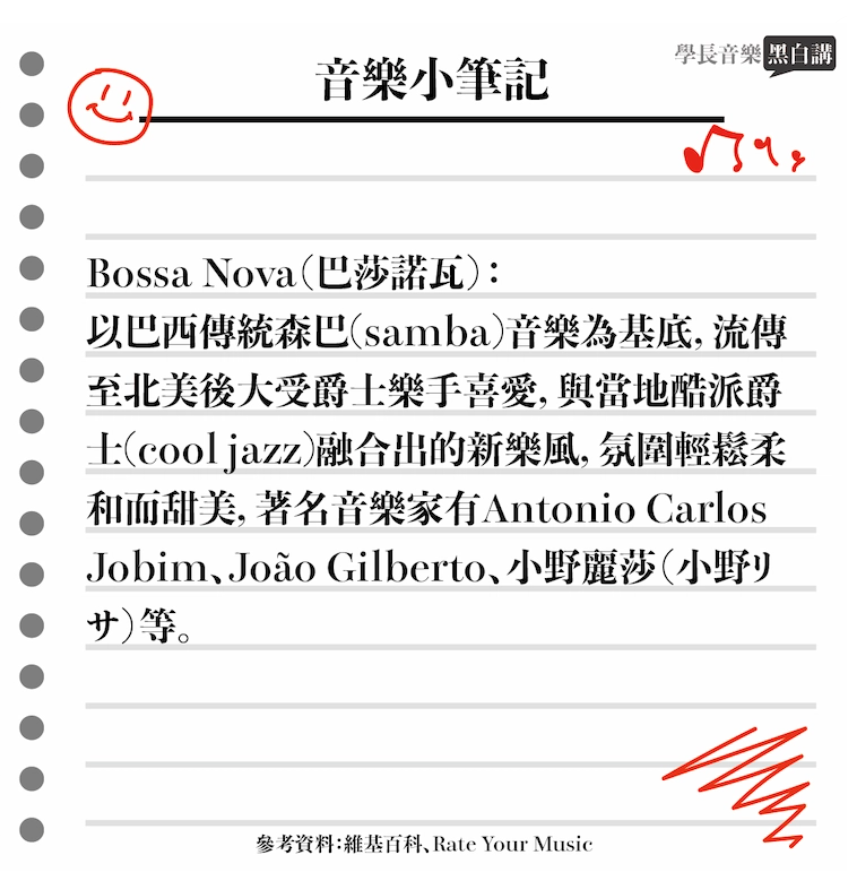 學長音樂黑白講
音樂小筆記
Bossa Nova(巴莎諾瓦):
以巴西傳統森巴(samba)音樂為基底,流傳
至北美後大受爵士樂手喜愛,與當地酷派爵
士(cool jazz)融合出的新樂風,氛圍輕鬆柔
和而甜美,著名音樂家有Antonio Carlos
Jobim、João Gilberto、小野麗莎(小野リ
サ)等。
參考資料:維基百科、Rate Your Music